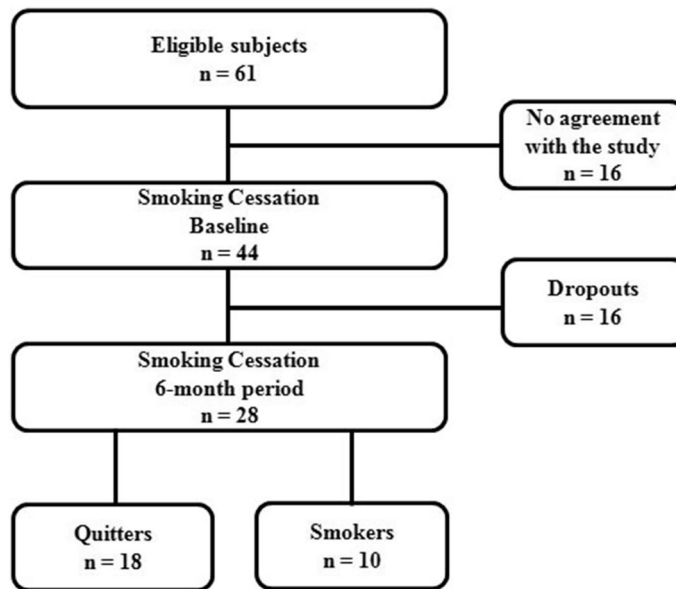 Eligible subjects
n = 61
No agreement
with the study
n = 16
Smoking Cessation
Baseline
n = 44
Dropouts
n = 16
Smoking Cessation
6-month period
n = 28
Quitters
n = 18
Smokers
n = 10